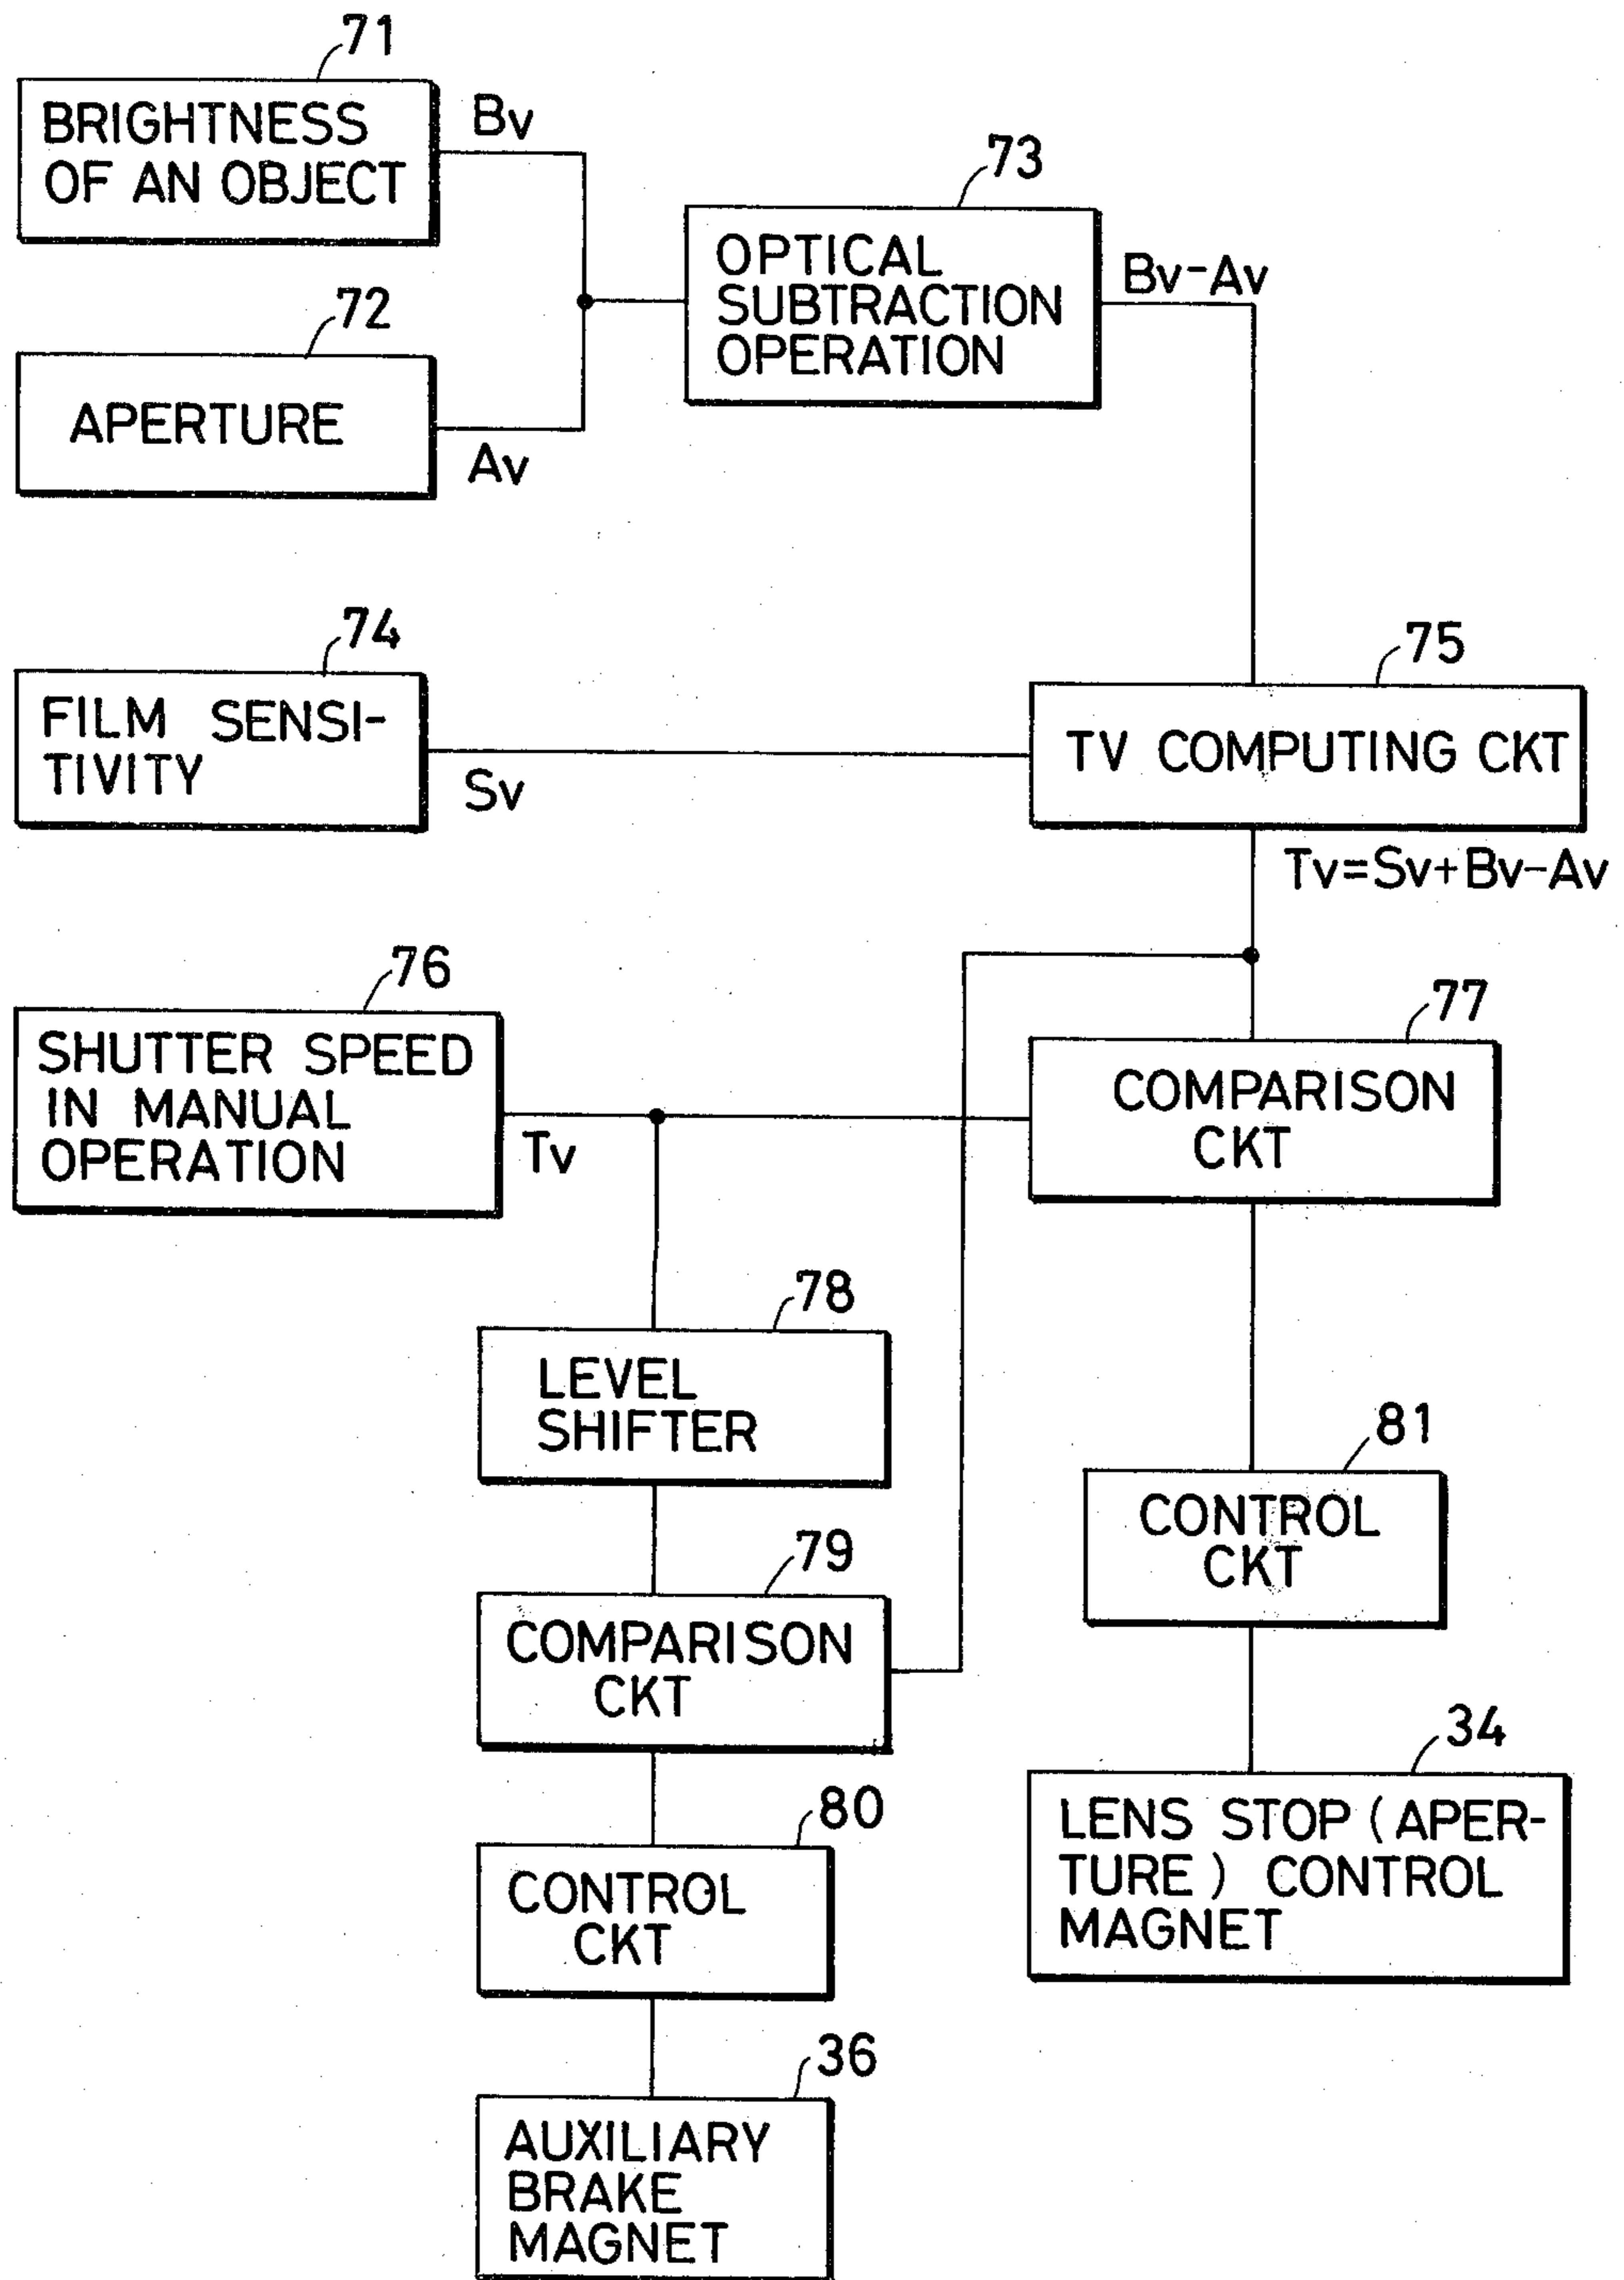 71
BRIGHTNESS
OF AN OBJECT
Bv
72
APERTURE
Av
73
OPTICAL
SUBTRACTION
OPERATION
Bv-Av
74
FILM SENSI-
TIVITY
Sv
75
TV COMPUTING CKT
Tv=Sv+Bv-Av
76
SHUTTER SPEED
IN MANUAL
OPERATION
Tv
77
COMPARISON
CKT
78
LEVEL
SHIFTER
79
COMPARISON
CKT
81
CONTROL
CKT
80
CONTROL
CKT
34
LENS STOP (APER-
TURE) CONTROL
MAGNET
36
AUXILIARY
BRAKE
MAGNET